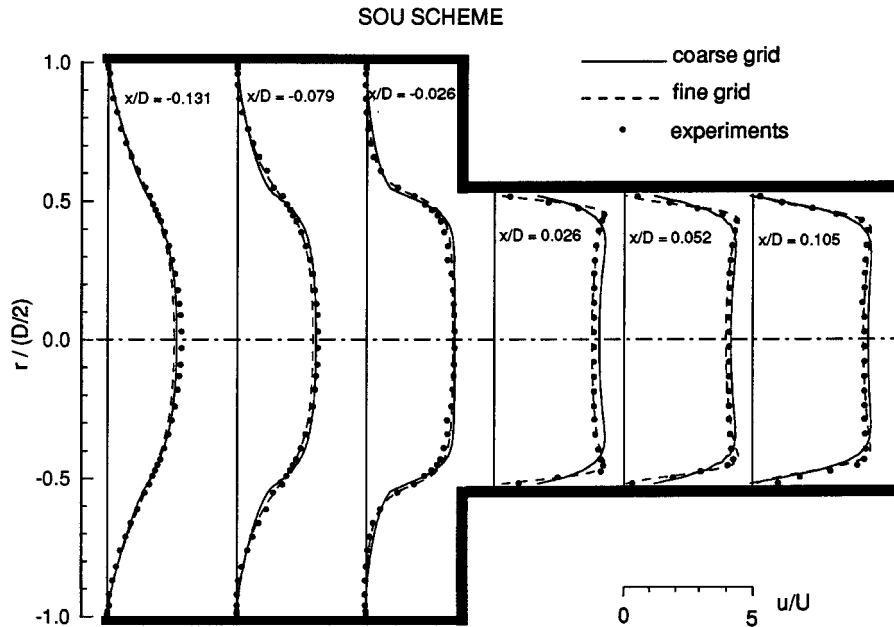 SOU SCHEME
coarse grid
fine grid
experiments
1.0
0.5
0.0
-0.5
-1.0
r / (D/2)
x/D = -0.131
x/D = -0.079
x/D = -0.026
x/D = 0.026
x/D = 0.052
x/D = 0.105
0
5
u/U